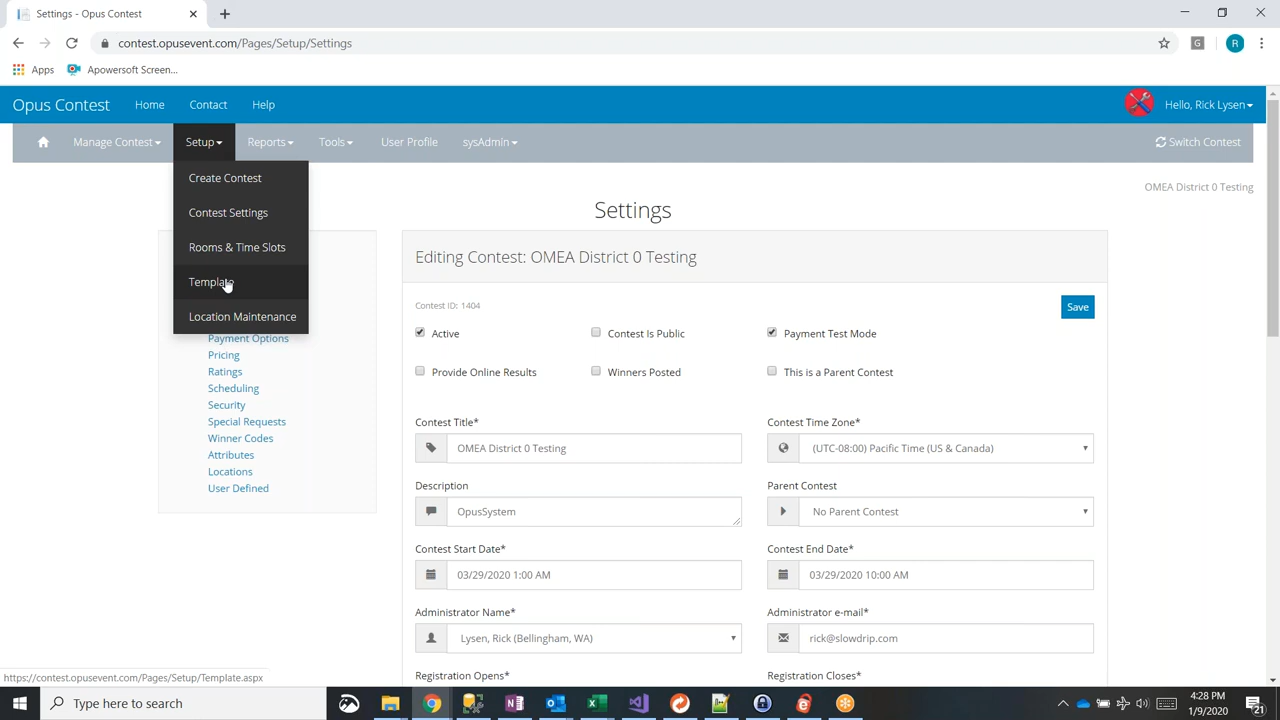 Settings - Opus Contest
contest.opusevent.com/Pages/Setup/Settings
G
R
Apps
Apowersoft Screen...
Opus Contest
Home
Contact
Help
Hello, Rick Lysen
Manage Contest
Setup
Reports
Tools
User Profile
sysAdmin
Switch Contest
Create Contest
Contest Settings
Rooms & Time Slots
Template
Location Maintenance
OMEA District 0 Testing
Settings
Payment Options
Pricing
Ratings
Scheduling
Security
Special Requests
Winner Codes
Attributes
Locations
User Defined
Editing Contest: OMEA District 0 Testing
Contest ID: 1404
Save
Active
Contest Is Public
Payment Test Mode
Provide Online Results
Winners Posted
This is a Parent Contest
Contest Title*
Contest Time Zone*
OMEA District 0 Testing
(UTC-08:00) Pacific Time (US & Canada)
Description
Parent Contest
OpusSystem
No Parent Contest
Contest Start Date*
Contest End Date*
03/29/2020 1:00 AM
03/29/2020 10:00 AM
Administrator Name*
Administrator e-mail*
Lysen, Rick (Bellingham, WA)
rick@slowdrip.com
Registration Opens*
Registration Closes*
https://contest.opusevent.com/Pages/Setup/Template.aspx
Type here to search
4:28 PM
1/9/2020
21